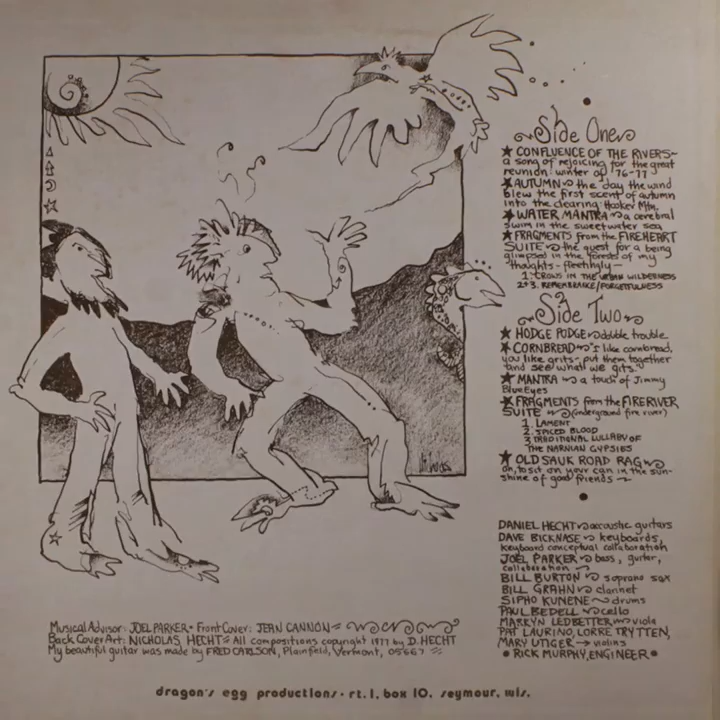 Side One
★ CONFLUENCE OF THE RIVERS~
a song of rejoicing for the great
reunion: winter of '76-77
★ AUTUMN ~ the day the wind
blew the first scent of autumn
into the clearing: Hooker Mtn.
★ WATER MANTRA ~ a cerebral
swim in the sweetwater sea
★ FRAGMENTS from the FIREHEART
SUITE ~ the quest for a being
glimpsed in the forests of my
thoughts - fleetingly -
1. CROWS IN THE URBAN WILDERNESS
2+3. REMEMBRANCE/FORGETFULNESS
Side Two
★ HODGE PODGE ~ double trouble
★ CORNBREAD ~ "I like cornbread,
you like grits - put them together
and see what we gits"
★ MANTRA ~ a touch of Jimmy
BlueEyes
★ FRAGMENTS from the FIRERIVER
SUITE ~ (underground fire river)
1. LAMENT
2. SPICED BLOOD
3. TRADITIONAL LULLABY OF
THE NARNIAN GYPSIES
★ OLD SAUK ROAD RAG ~
oh, to sit on your can in the sun-
shine of good friends ~
DANIEL HECHT ~ acoustic guitars
DAVE BICKNASE ~ keyboards,
keyboard conceptual collaboration
JOEL PARKER ~ bass, guitar,
collaboration ~
BILL BURTON ~ soprano sax
BILL GRAHN ~ clarinet
SIPHO KUNENE ~ drums
PAUL BEDELL ~ cello
MARKYN LEDBETTER ~ viola
PAT LAURINO, LORRE TRYTTEN,
MARY UTIGER → violins
• RICK MURPHY, ENGINEER •
Musical Advisor: JOEL PARKER • Front Cover: JEAN CANNON
Back Cover Art: NICHOLAS HECHT All compositions copyright 1977 by D. HECHT
My beautiful guitar was made by FRED CARLSON, Plainfield, Vermont, 05667
dragon's egg productions • rt. 1, box 10, seymour, wis.